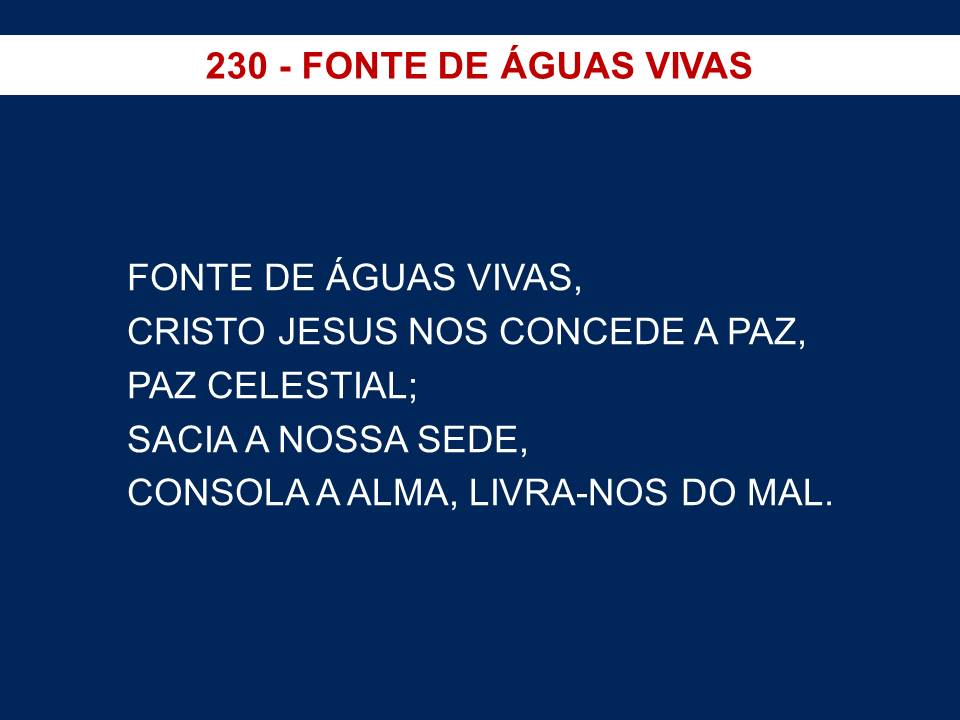 230 - FONTE DE ÁGUAS VIVAS
FONTE DE ÁGUAS VIVAS,
CRISTO JESUS NOS CONCEDE A PAZ,
PAZ CELESTIAL;
SACIA A NOSSA SEDE,
CONSOLA A ALMA, LIVRA-NOS DO MAL.